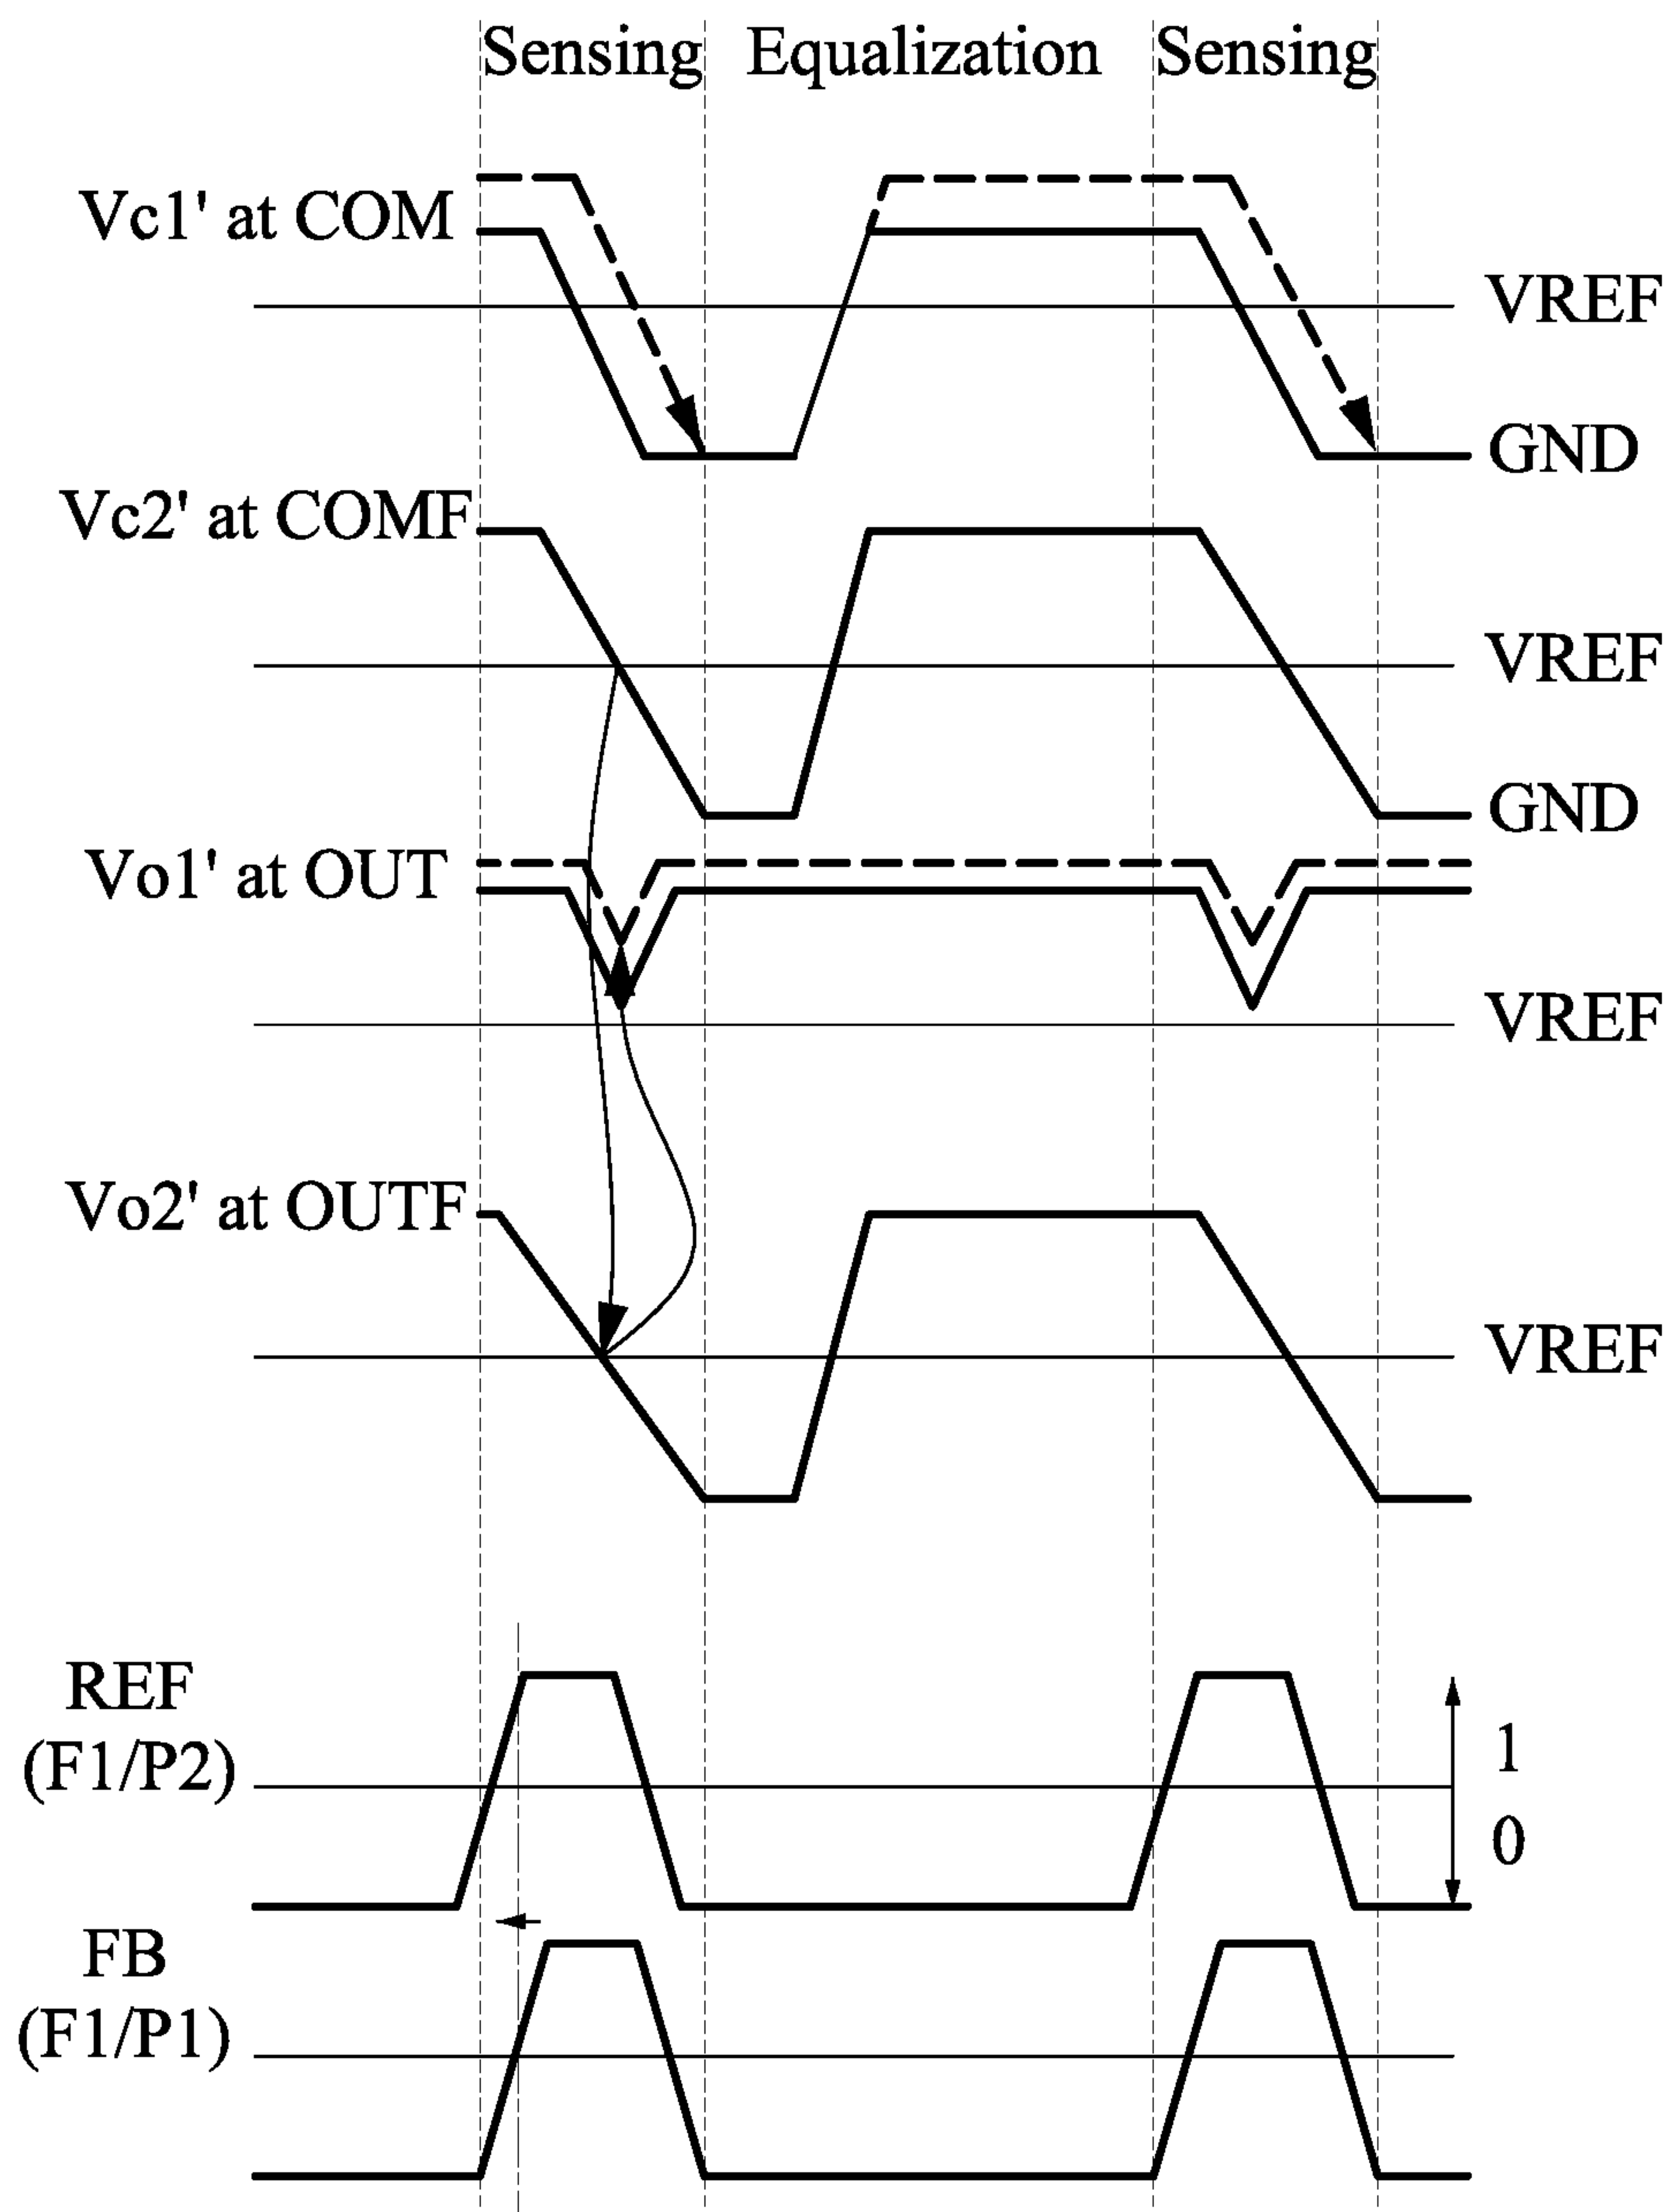 Sensing Equalization Sensing
Vc1' at COM
VREF
GND
Vc2' at COMF
VREF
GND
Vo1' at OUT
VREF
Vo2' at OUTF
VREF
REF
(F1/P2)
1
0
FB
(F1/P1)